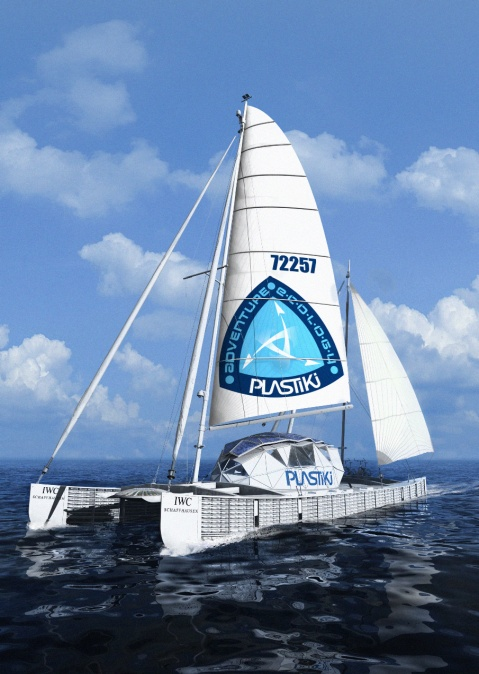 72257
ADVENTURE ECOLOGY
PLASTIKI
PLASTIKI
IWC
SCHAFFHAUSEN
IWC
SCHAFFHAUSEN